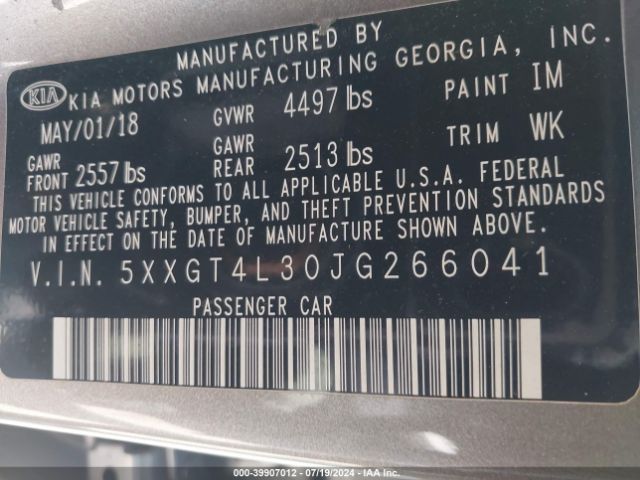 MANUFACTURED BY
KIA KIA MOTORS MANUFACTURING GEORGIA, INC.
MAY/01/18 GVWR 4497 lbs PAINT IM
GAWR FRONT 2557 lbs GAWR REAR 2513 lbs TRIM WK
THIS VEHICLE CONFORMS TO ALL APPLICABLE U.S.A. FEDERAL
MOTOR VEHICLE SAFETY, BUMPER, AND THEFT PREVENTION STANDARDS
IN EFFECT ON THE DATE OF MANUFACTURE SHOWN ABOVE.
V.I.N. 5XXGT4L30JG266041
PASSENGER CAR
000-39907012 - 07/19/2024 - IAA Inc.